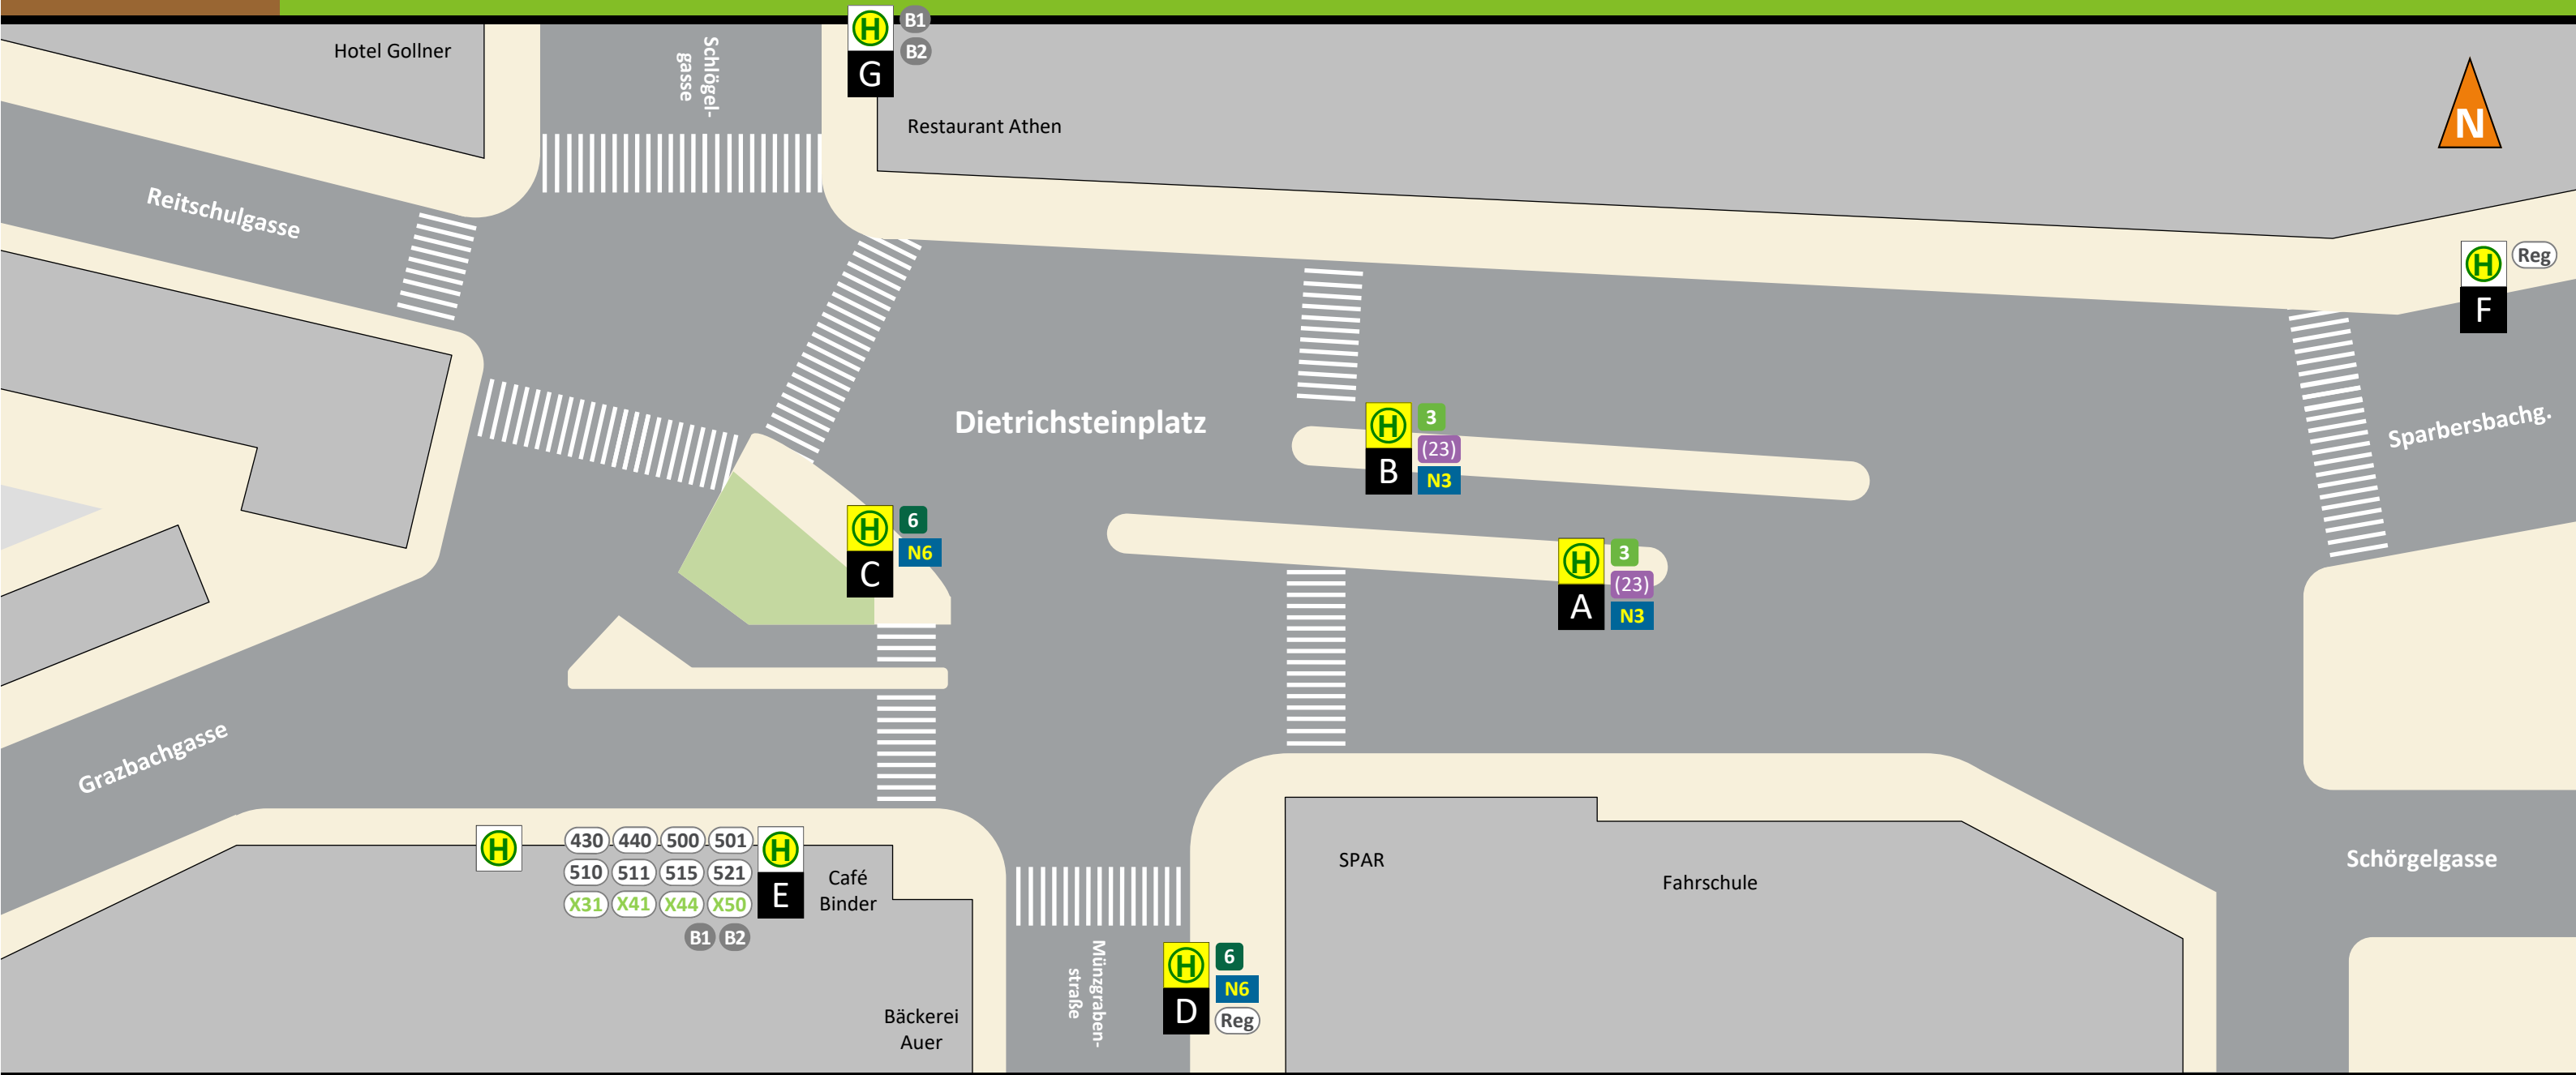 Hotel Gollner
Schlögel-
gasse
H
G
B1
B2
Restaurant Athen
N
Reitschulgasse
H
F
Reg
Dietrichsteinplatz
H
B
3
(23)
N3
Sparbersbachg.
H
C
6
N6
H
A
3
(23)
N3
Grazbachgasse
H
430 440 500 501
510 511 515 521
X31 X41 X44 X50
B1 B2
H
E
Café
Binder
SPAR
Fahrschule
Schörgelgasse
Münzgraben-
straße
H
D
6
N6
Reg
Bäckerei
Auer